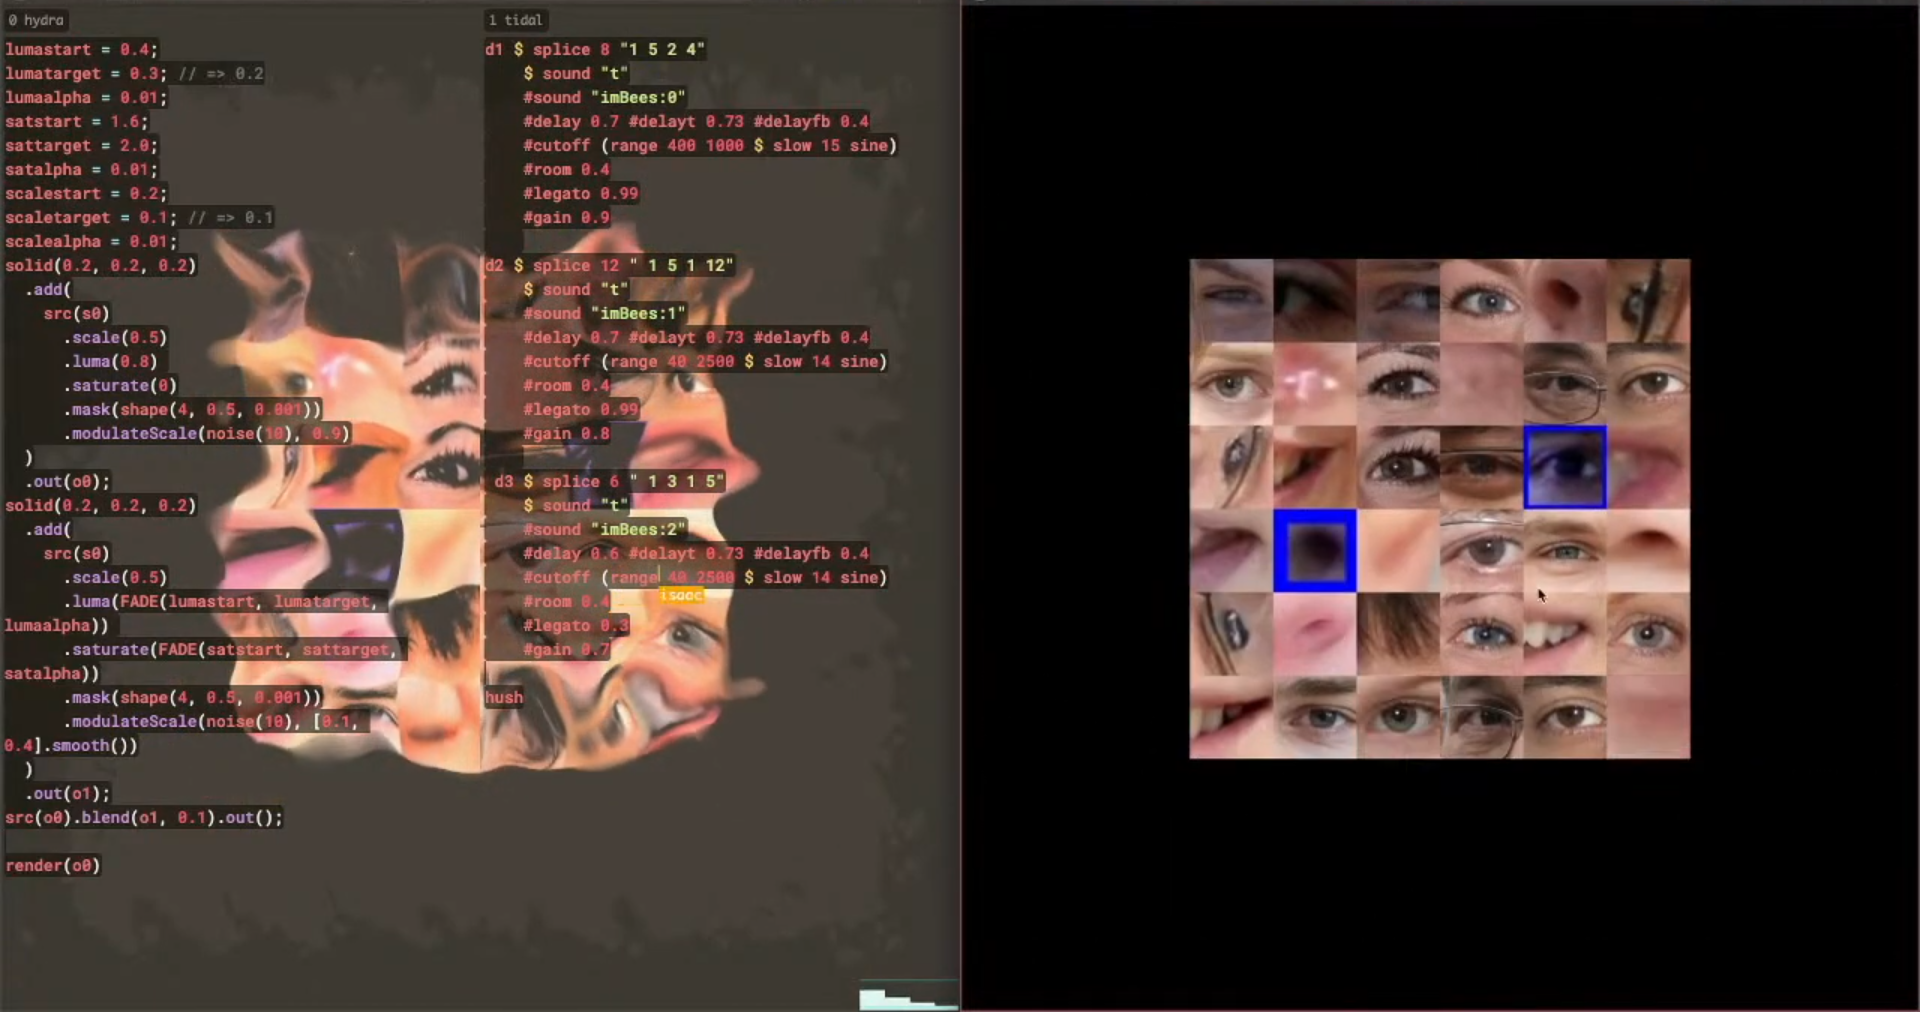 0 hydra
lumastart = 0.4;
lumatarget = 0.3; // => 0.2
lumaalpha = 0.01;
satstart = 1.6;
sattarget = 2.0;
satalpha = 0.01;
scalestart = 0.2;
scaletarget = 0.1; // => 0.1
scalealpha = 0.01;
solid(0.2, 0.2, 0.2)
  .add(
    src(s0)
      .scale(0.5)
      .luma(0.8)
      .saturate(0)
      .mask(shape(4, 0.5, 0.001))
      .modulateScale(noise(10), 0.9)
  )
  .out(o0);
solid(0.2, 0.2, 0.2)
  .add(
    src(s0)
      .scale(0.5)
      .luma(FADE(lumastart, lumatarget,
lumaalpha))
      .saturate(FADE(satstart, sattarget,
satalpha))
      .mask(shape(4, 0.5, 0.001))
      .modulateScale(noise(10), [0.1,
0.4].smooth())
  )
  .out(o1);
src(o0).blend(o1, 0.1).out();
render(o0)
1 tidal
d1 $ splice 8 "1 5 2 4"
    $ sound "t"
    #sound "imBees:0"
    #delay 0.7 #delayt 0.73 #delayfb 0.4
    #cutoff (range 400 1000 $ slow 15 sine)
    #room 0.4
    #legato 0.99
    #gain 0.9
d2 $ splice 12 " 1 5 1 12"
    $ sound "t"
    #sound "imBees:1"
    #delay 0.7 #delayt 0.73 #delayfb 0.4
    #cutoff (range 40 2500 $ slow 14 sine)
    #room 0.4
    #legato 0.99
    #gain 0.8
 d3 $ splice 6 " 1 3 1 5"
    $ sound "t"
    #sound "imBees:2"
    #delay 0.6 #delayt 0.73 #delayfb 0.4
    #cutoff (range 40 2500 $ slow 14 sine)
isaac
    #room 0.4
    #legato 0.3
    #gain 0.7
hush